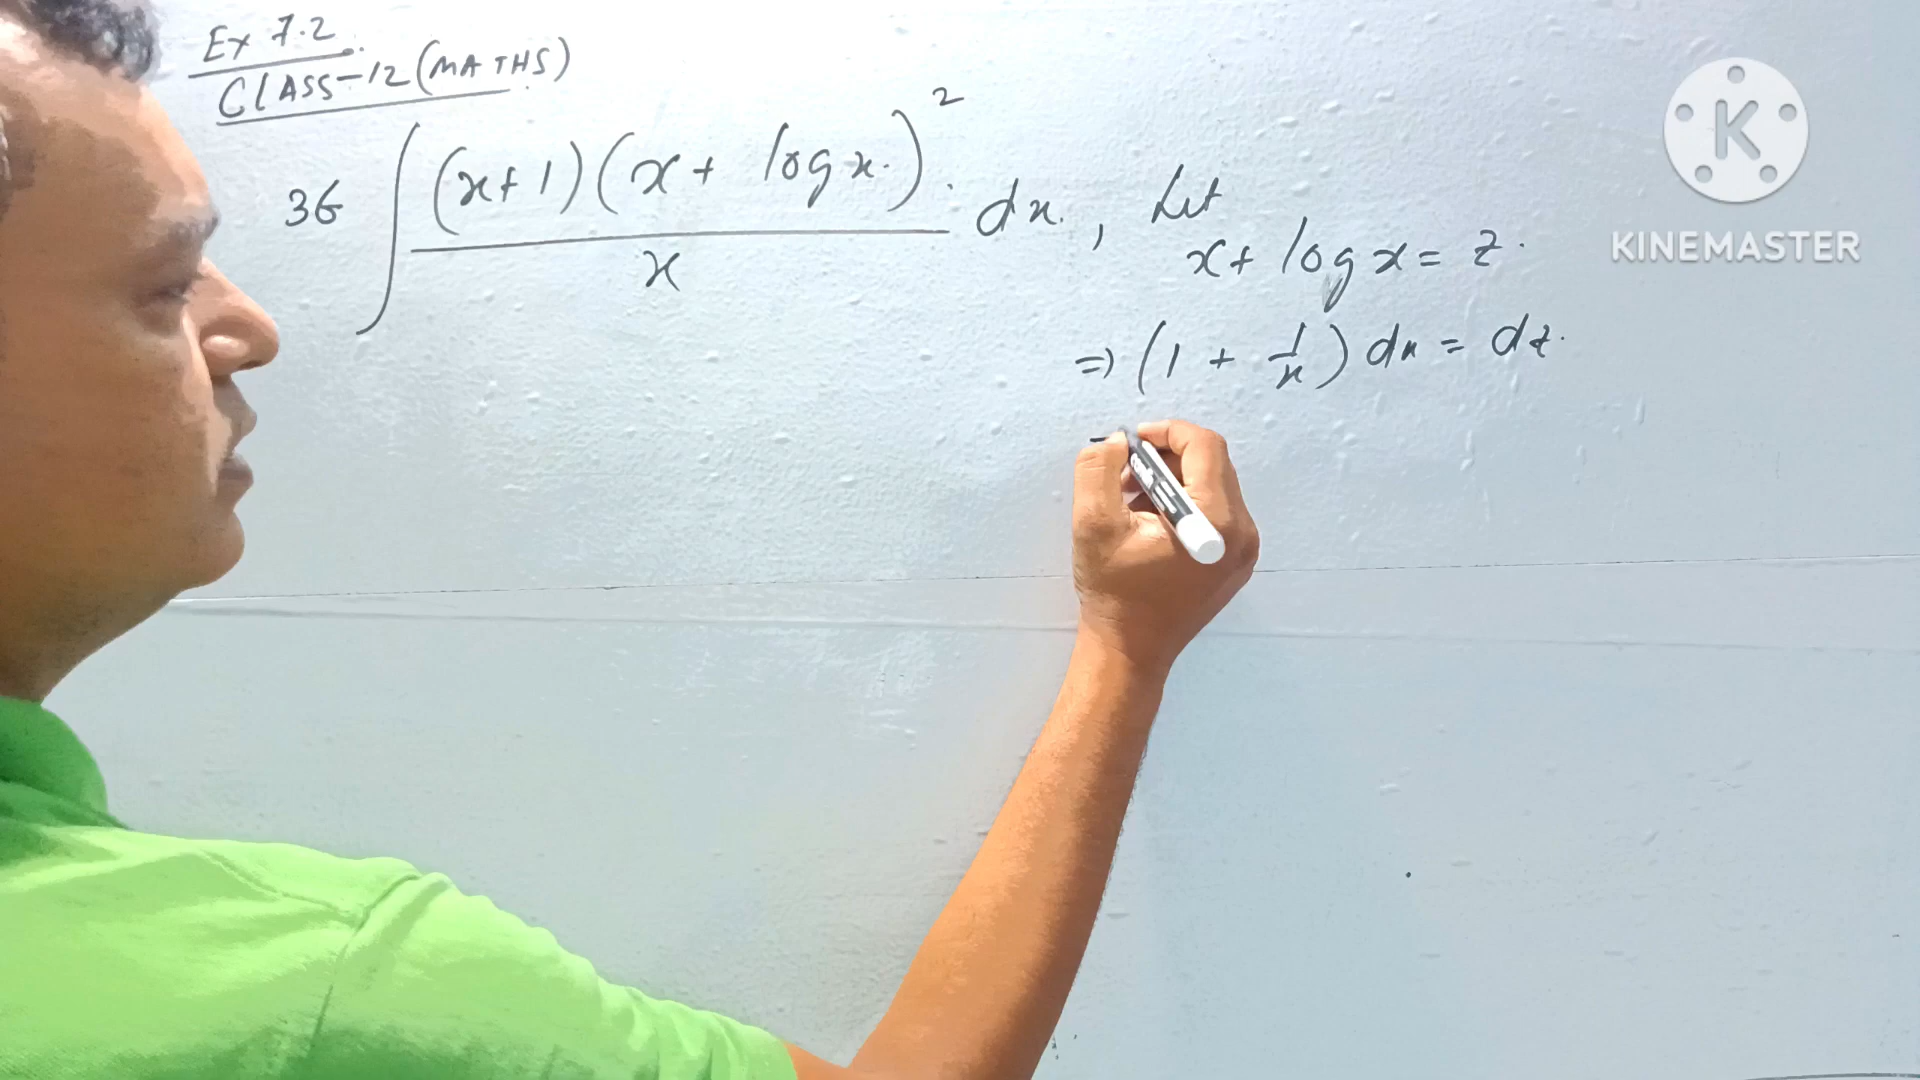 Ex 7.2
CLASS-12 (MATHS)
36 ∫ (x+1)(x + log x)² / x dx, Let
x + log x = z.
⇒ (1 + 1/x) dx = dz.
K
KINEMASTER